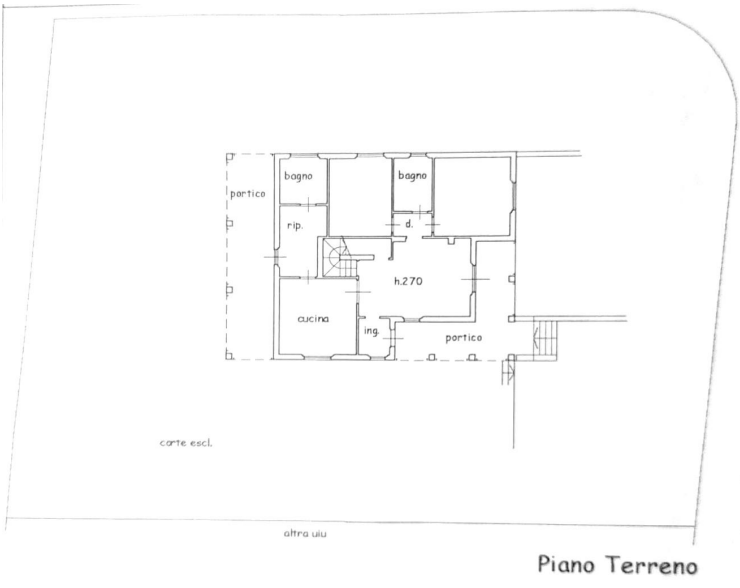 bagno
bagno
portico
rip.
d.
h.270
cucina
ing.
portico
corte escl.
altra uiu
Piano Terreno